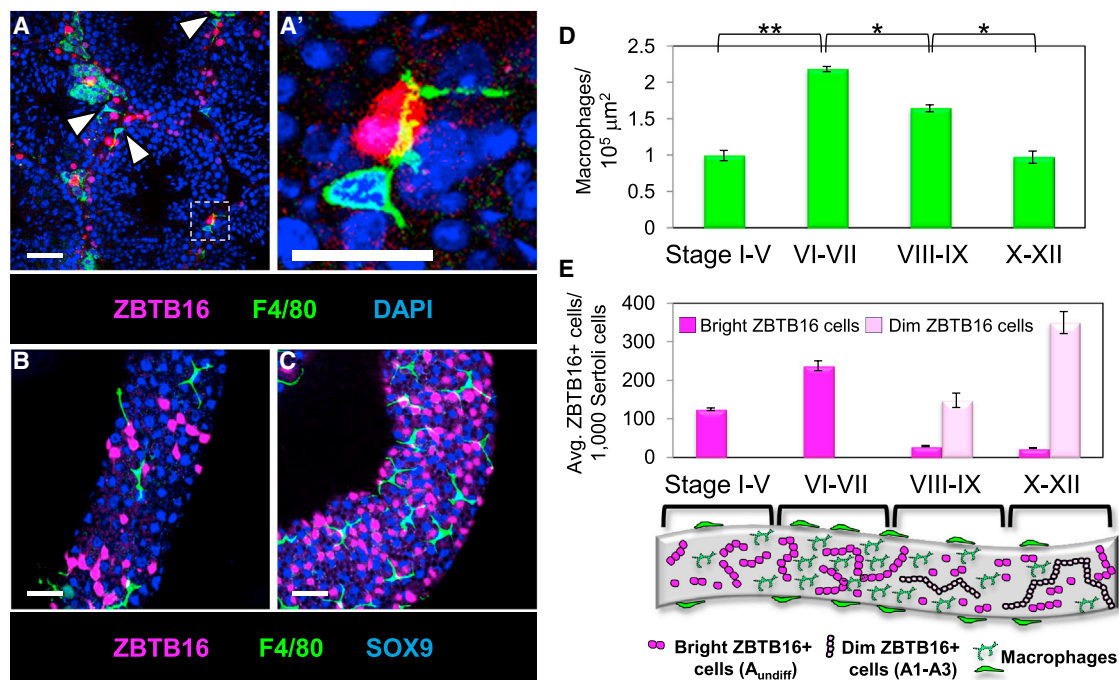 A
A'
ZBTB16 F4/80 DAPI
B
C
ZBTB16 F4/80 SOX9
D
** * *
Macrophages/
10⁵ µm²
2.5
2
1.5
1
0.5
0
Stage I-V VI-VII VIII-IX X-XII
E
Avg. ZBTB16+ cells/
1,000 Sertoli cells
400
300
200
100
0
Bright ZBTB16 cells Dim ZBTB16 cells
Stage I-V VI-VII VIII-IX X-XII
Bright ZBTB16+
cells (Aundiff)
Dim ZBTB16+
cells (A1-A3)
Macrophages